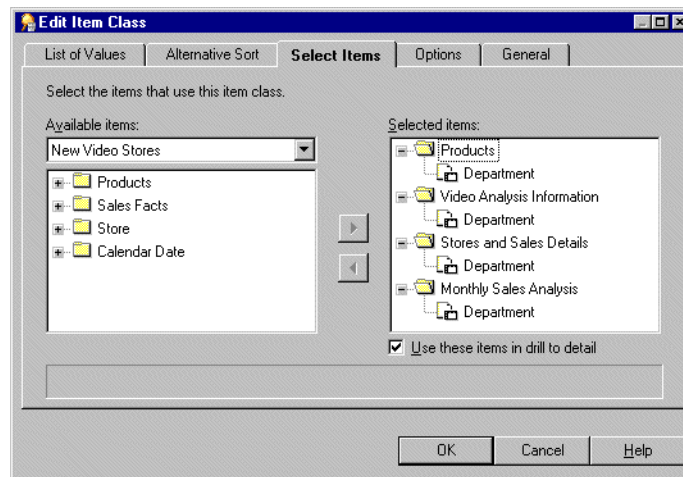 Edit Item Class
List of Values
Alternative Sort
Select Items
Options
General
Select the items that use this item class.
Available items:
New Video Stores
Products
Sales Facts
Store
Calendar Date
Selected items:
Products
Department
Video Analysis Information
Department
Stores and Sales Details
Department
Monthly Sales Analysis
Department
Use these items in drill to detail
OK
Cancel
Help